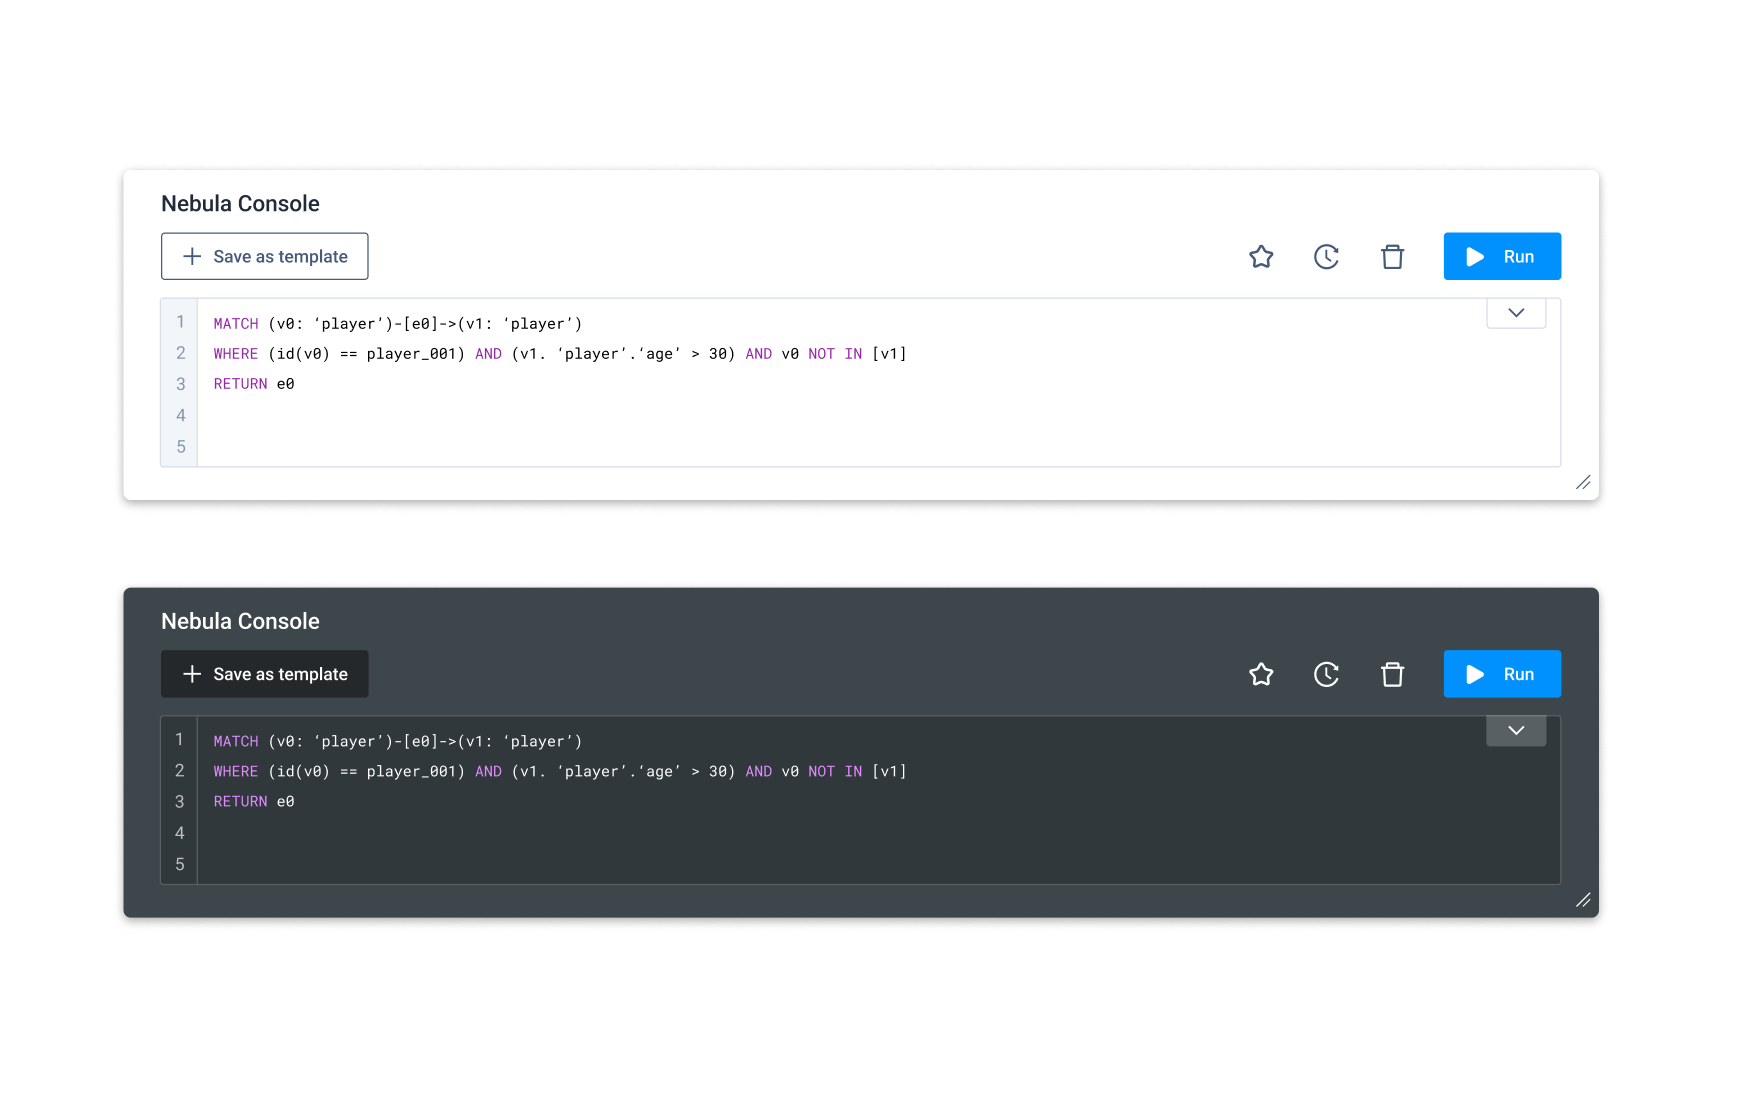 Nebula Console
Save as template
Run
1 MATCH (v0: ‘player’)-[e0]->(v1: ‘player’)
2 WHERE (id(v0) == player_001) AND (v1. ‘player’.‘age’ > 30) AND v0 NOT IN [v1]
3 RETURN e0
4
5
Nebula Console
Save as template
Run
1 MATCH (v0: ‘player’)-[e0]->(v1: ‘player’)
2 WHERE (id(v0) == player_001) AND (v1. ‘player’.‘age’ > 30) AND v0 NOT IN [v1]
3 RETURN e0
4
5